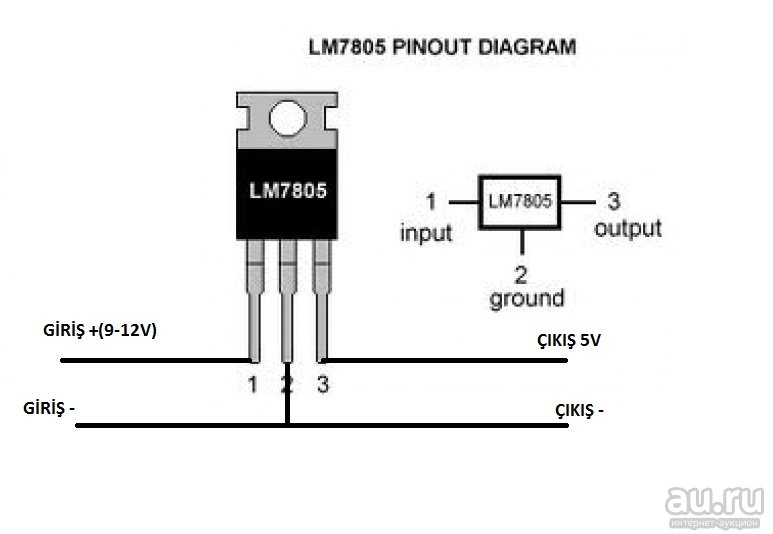 LM7805 PINOUT DIAGRAM
LM7805
1
input
LM7805
3
output
2
ground
GİRİŞ +(9-12V)
ÇIKIŞ 5V
1
2
3
GİRİŞ -
ÇIKIŞ -
au.ru
интернет-аукцион